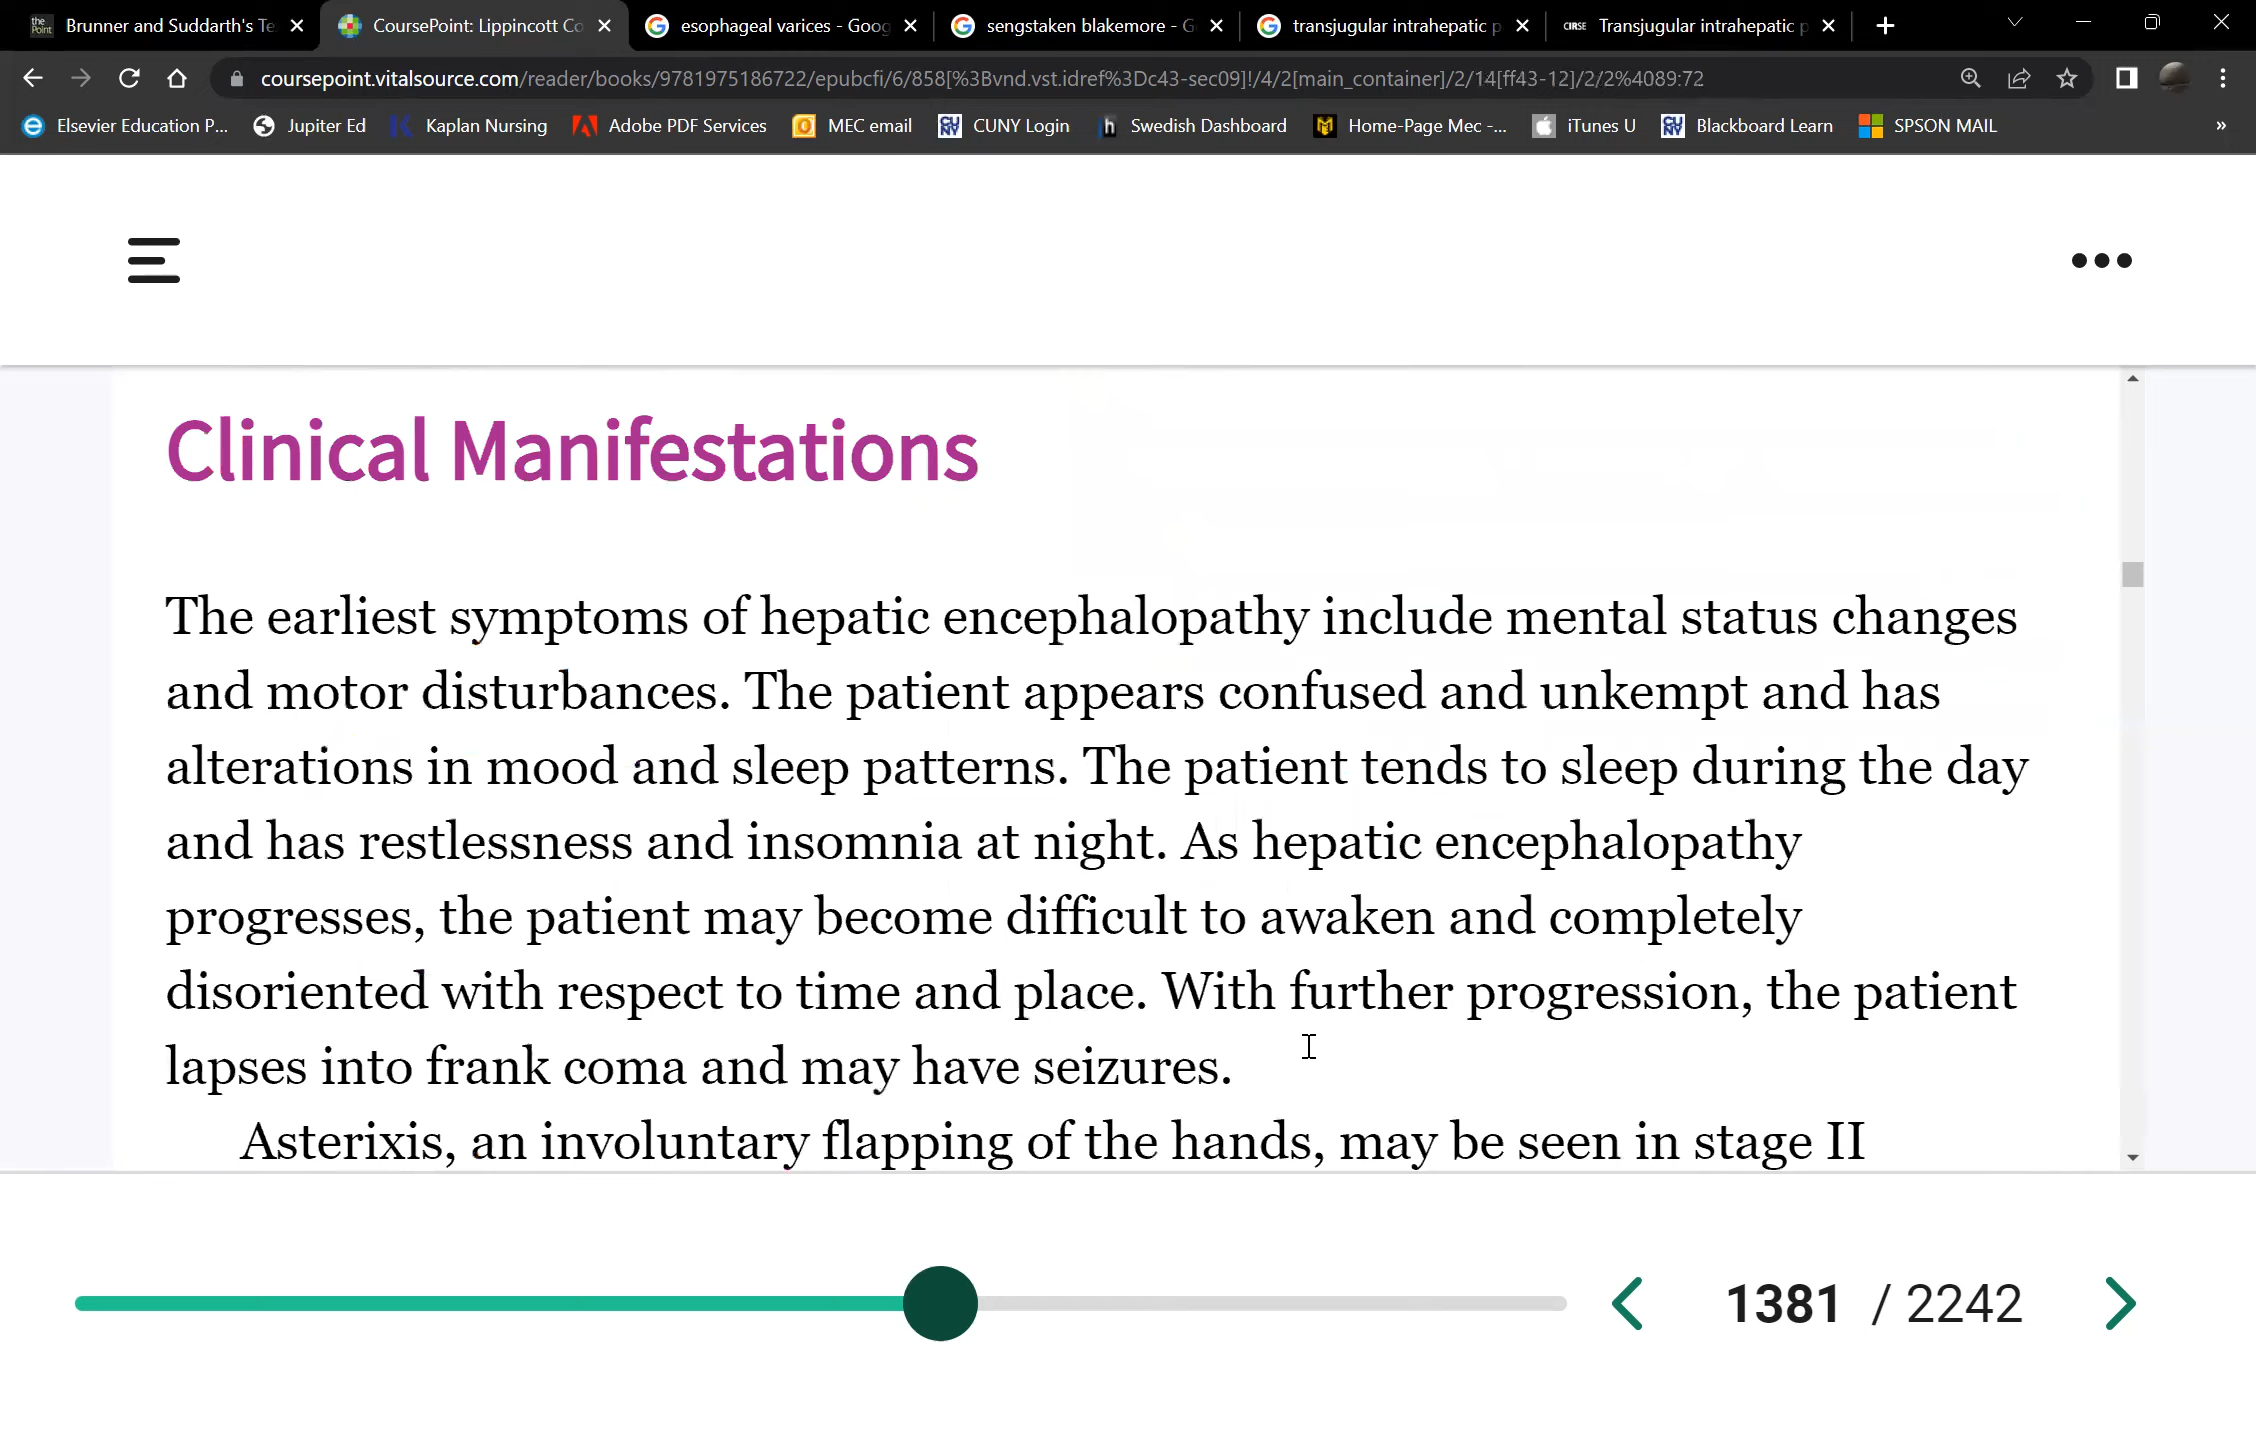 the Point
Brunner and Suddarth's Te
CoursePoint: Lippincott Co
esophageal varices - Goog
sengstaken blakemore - G
transjugular intrahepatic p
CIRSE
Transjugular intrahepatic p
coursepoint.vitalsource.com/reader/books/9781975186722/epubcfi/6/858[%3Bvnd.vst.idref%3Dc43-sec09]!/4/2[main_container]/2/14[ff43-12]/2/2%4089:72
Elsevier Education P...
Jupiter Ed
Kaplan Nursing
Adobe PDF Services
MEC email
CUNY Login
Swedish Dashboard
Home-Page Mec -...
iTunes U
Blackboard Learn
SPSON MAIL
Clinical Manifestations
The earliest symptoms of hepatic encephalopathy include mental status changes
and motor disturbances. The patient appears confused and unkempt and has
alterations in mood and sleep patterns. The patient tends to sleep during the day
and has restlessness and insomnia at night. As hepatic encephalopathy
progresses, the patient may become difficult to awaken and completely
disoriented with respect to time and place. With further progression, the patient
lapses into frank coma and may have seizures.
Asterixis, an involuntary flapping of the hands, may be seen in stage II
1381 / 2242